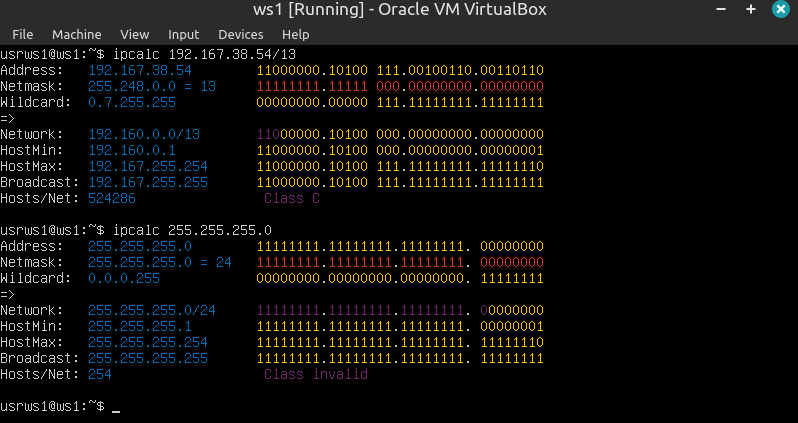 ws1 [Running] - Oracle VM VirtualBox
File Machine View Input Devices Help
usrws1@ws1:~$ ipcalc 192.167.38.54/13
Address:   192.167.38.54        11000000.10100 111.00100110.00110110
Netmask:   255.248.0.0 = 13     11111111.11111 000.00000000.00000000
Wildcard:  0.7.255.255          00000000.00000 111.11111111.11111111
=>
Network:   192.160.0.0/13       11000000.10100 000.00000000.00000000
HostMin:   192.160.0.1          11000000.10100 000.00000000.00000001
HostMax:   192.167.255.254      11000000.10100 111.11111111.11111110
Broadcast: 192.167.255.255      11000000.10100 111.11111111.11111111
Hosts/Net: 524286                Class C
usrws1@ws1:~$ ipcalc 255.255.255.0
Address:   255.255.255.0        11111111.11111111.11111111. 00000000
Netmask:   255.255.255.0 = 24   11111111.11111111.11111111. 00000000
Wildcard:  0.0.0.255            00000000.00000000.00000000. 11111111
=>
Network:   255.255.255.0/24     11111111.11111111.11111111. 00000000
HostMin:   255.255.255.1        11111111.11111111.11111111. 00000001
HostMax:   255.255.255.254      11111111.11111111.11111111. 11111110
Broadcast: 255.255.255.255      11111111.11111111.11111111. 11111111
Hosts/Net: 254                   Class invalid
usrws1@ws1:~$ _